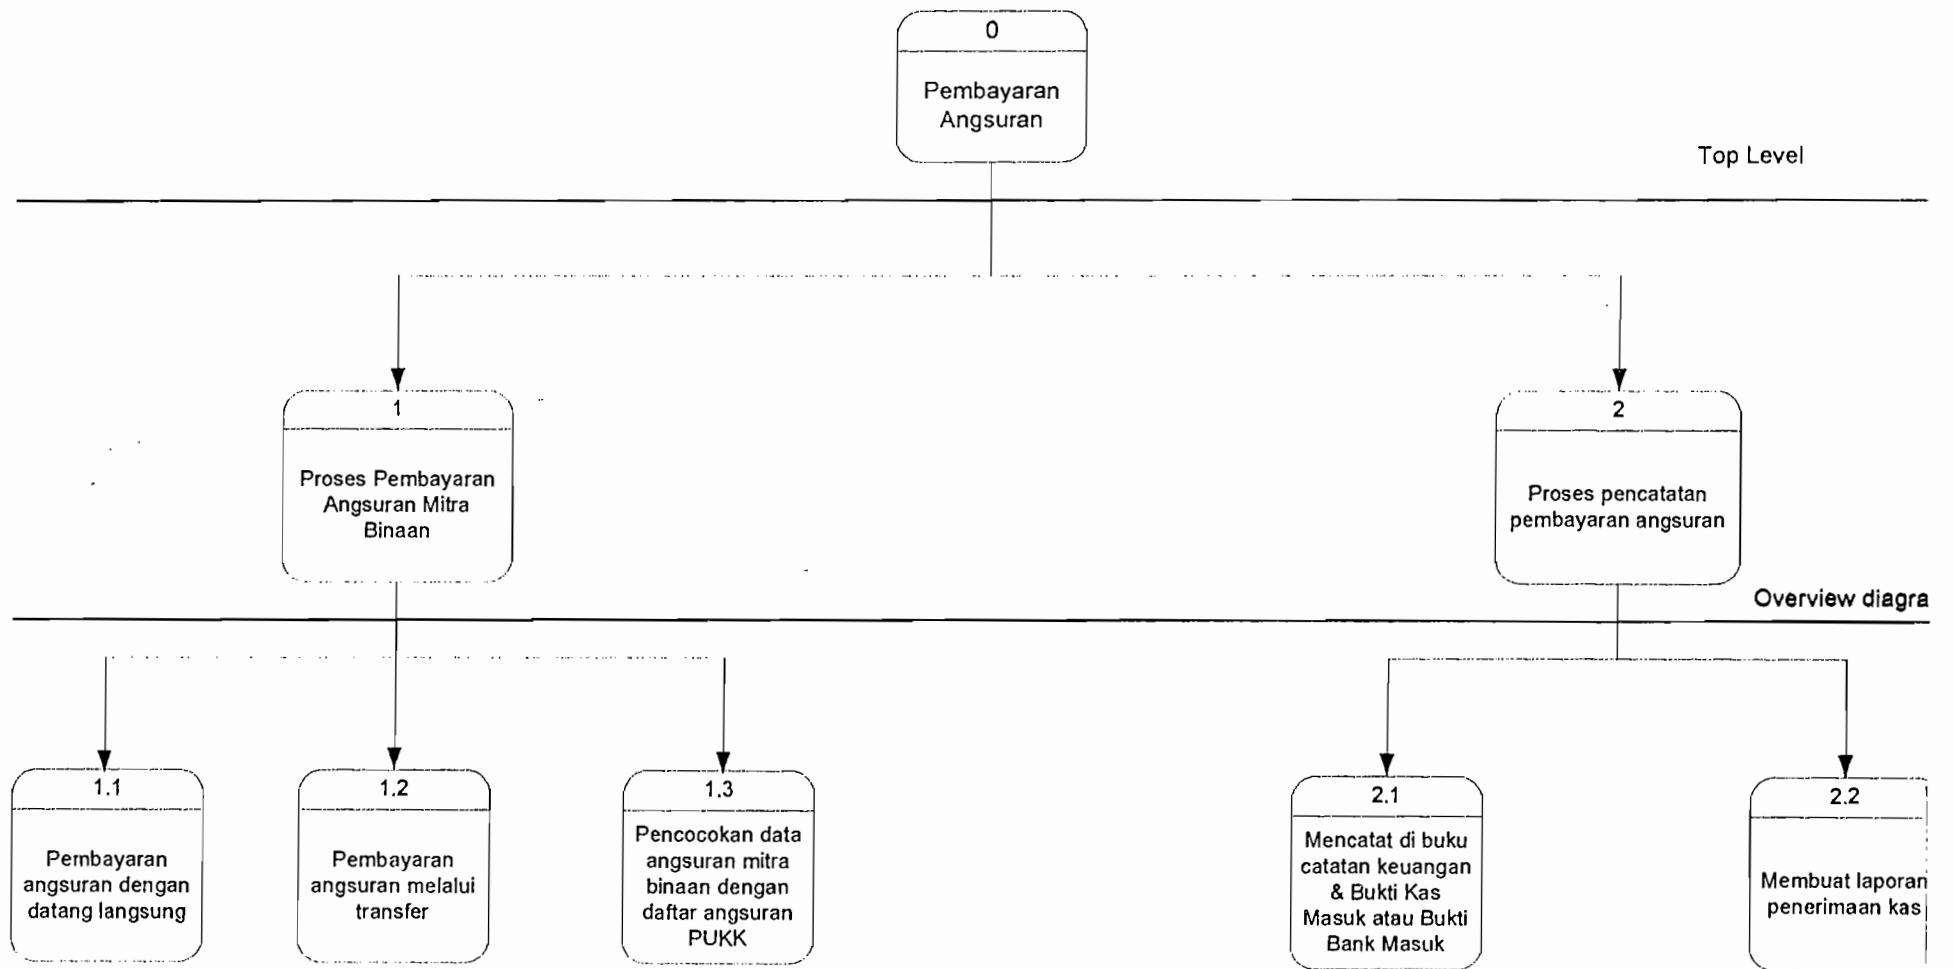 0
Pembayaran
Angsuran
Top Level
1
Proses Pembayaran
Angsuran Mitra
Binaan
2
Proses pencatatan
pembayaran angsuran
Overview diagra
1.1
Pembayaran
angsuran dengan
datang langsung
1.2
Pembayaran
angsuran melalui
transfer
1.3
Pencocokan data
angsuran mitra
binaan dengan
daftar angsuran
PUKK
2.1
Mencatat di buku
catatan keuangan
& Bukti Kas
Masuk atau Bukti
Bank Masuk
2.2
Membuat laporan
penerimaan kas